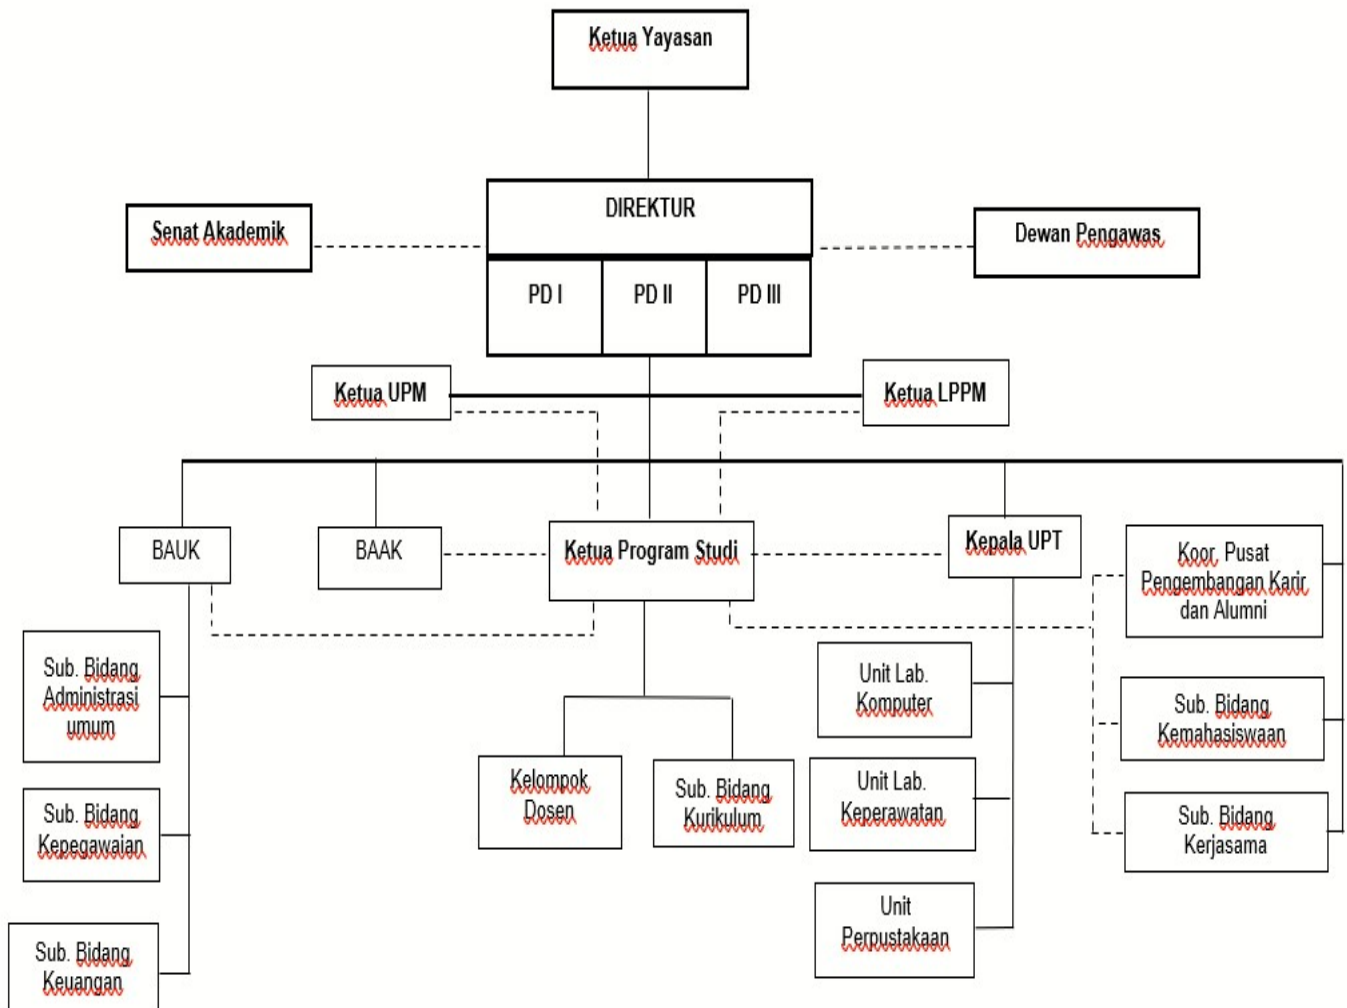 Ketua Yayasan
DIREKTUR
Senat Akademik
Dewan Pengawas
PD I
PD II
PD III
Ketua UPM
Ketua LPPM
BAUK
BAAK
Ketua Program Studi
Kepala UPT
Koor. Pusat
Pengembangan Karir
dan Alumni
Sub. Bidang
Administrasi
umum
Unit Lab.
Komputer
Sub. Bidang
Kemahasiswaan
Kelompok
Dosen
Sub. Bidang
Kurikulum
Unit Lab.
Keperawatan
Sub. Bidang
Kepegawaian
Sub. Bidang
Kerjasama
Unit
Perpustakaan
Sub. Bidang
Keuangan